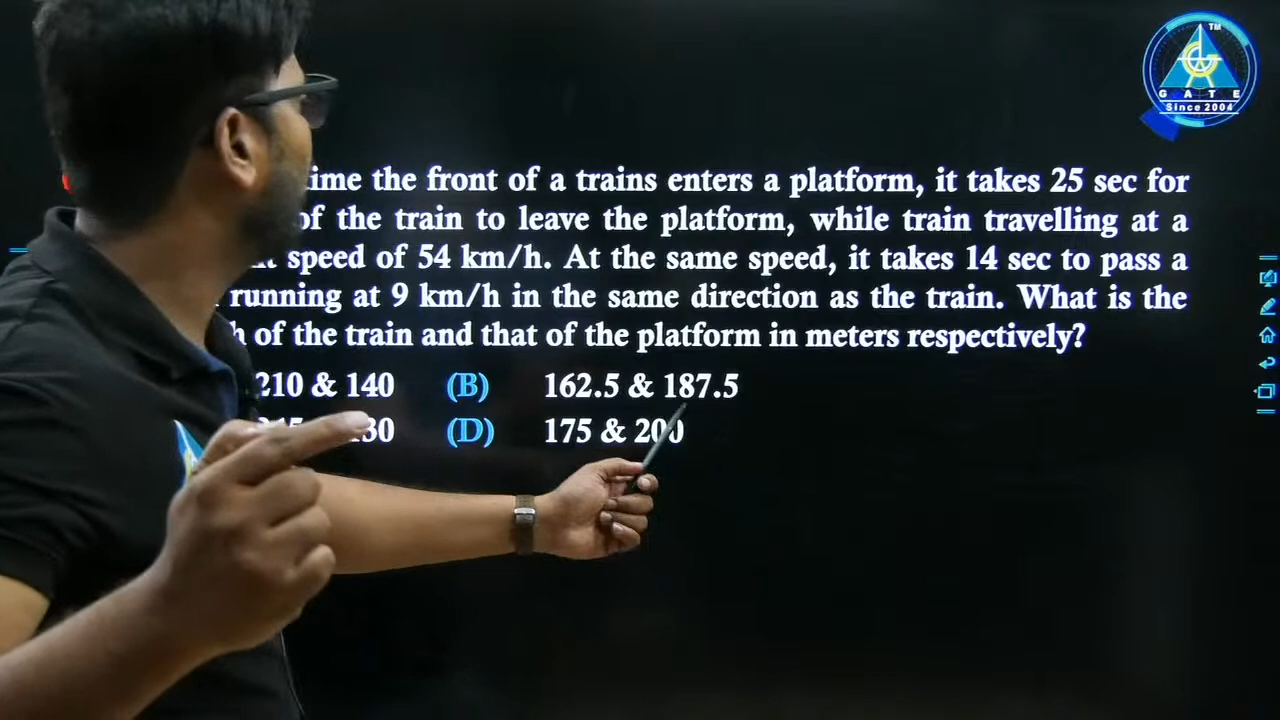 TM
GATE
Since 2004
time the front of a trains enters a platform, it takes 25 sec for
of the train to leave the platform, while train travelling at a
speed of 54 km/h. At the same speed, it takes 14 sec to pass a
running at 9 km/h in the same direction as the train. What is the
of the train and that of the platform in meters respectively?
210 & 140 (B) 162.5 & 187.5
(D) 175 & 200